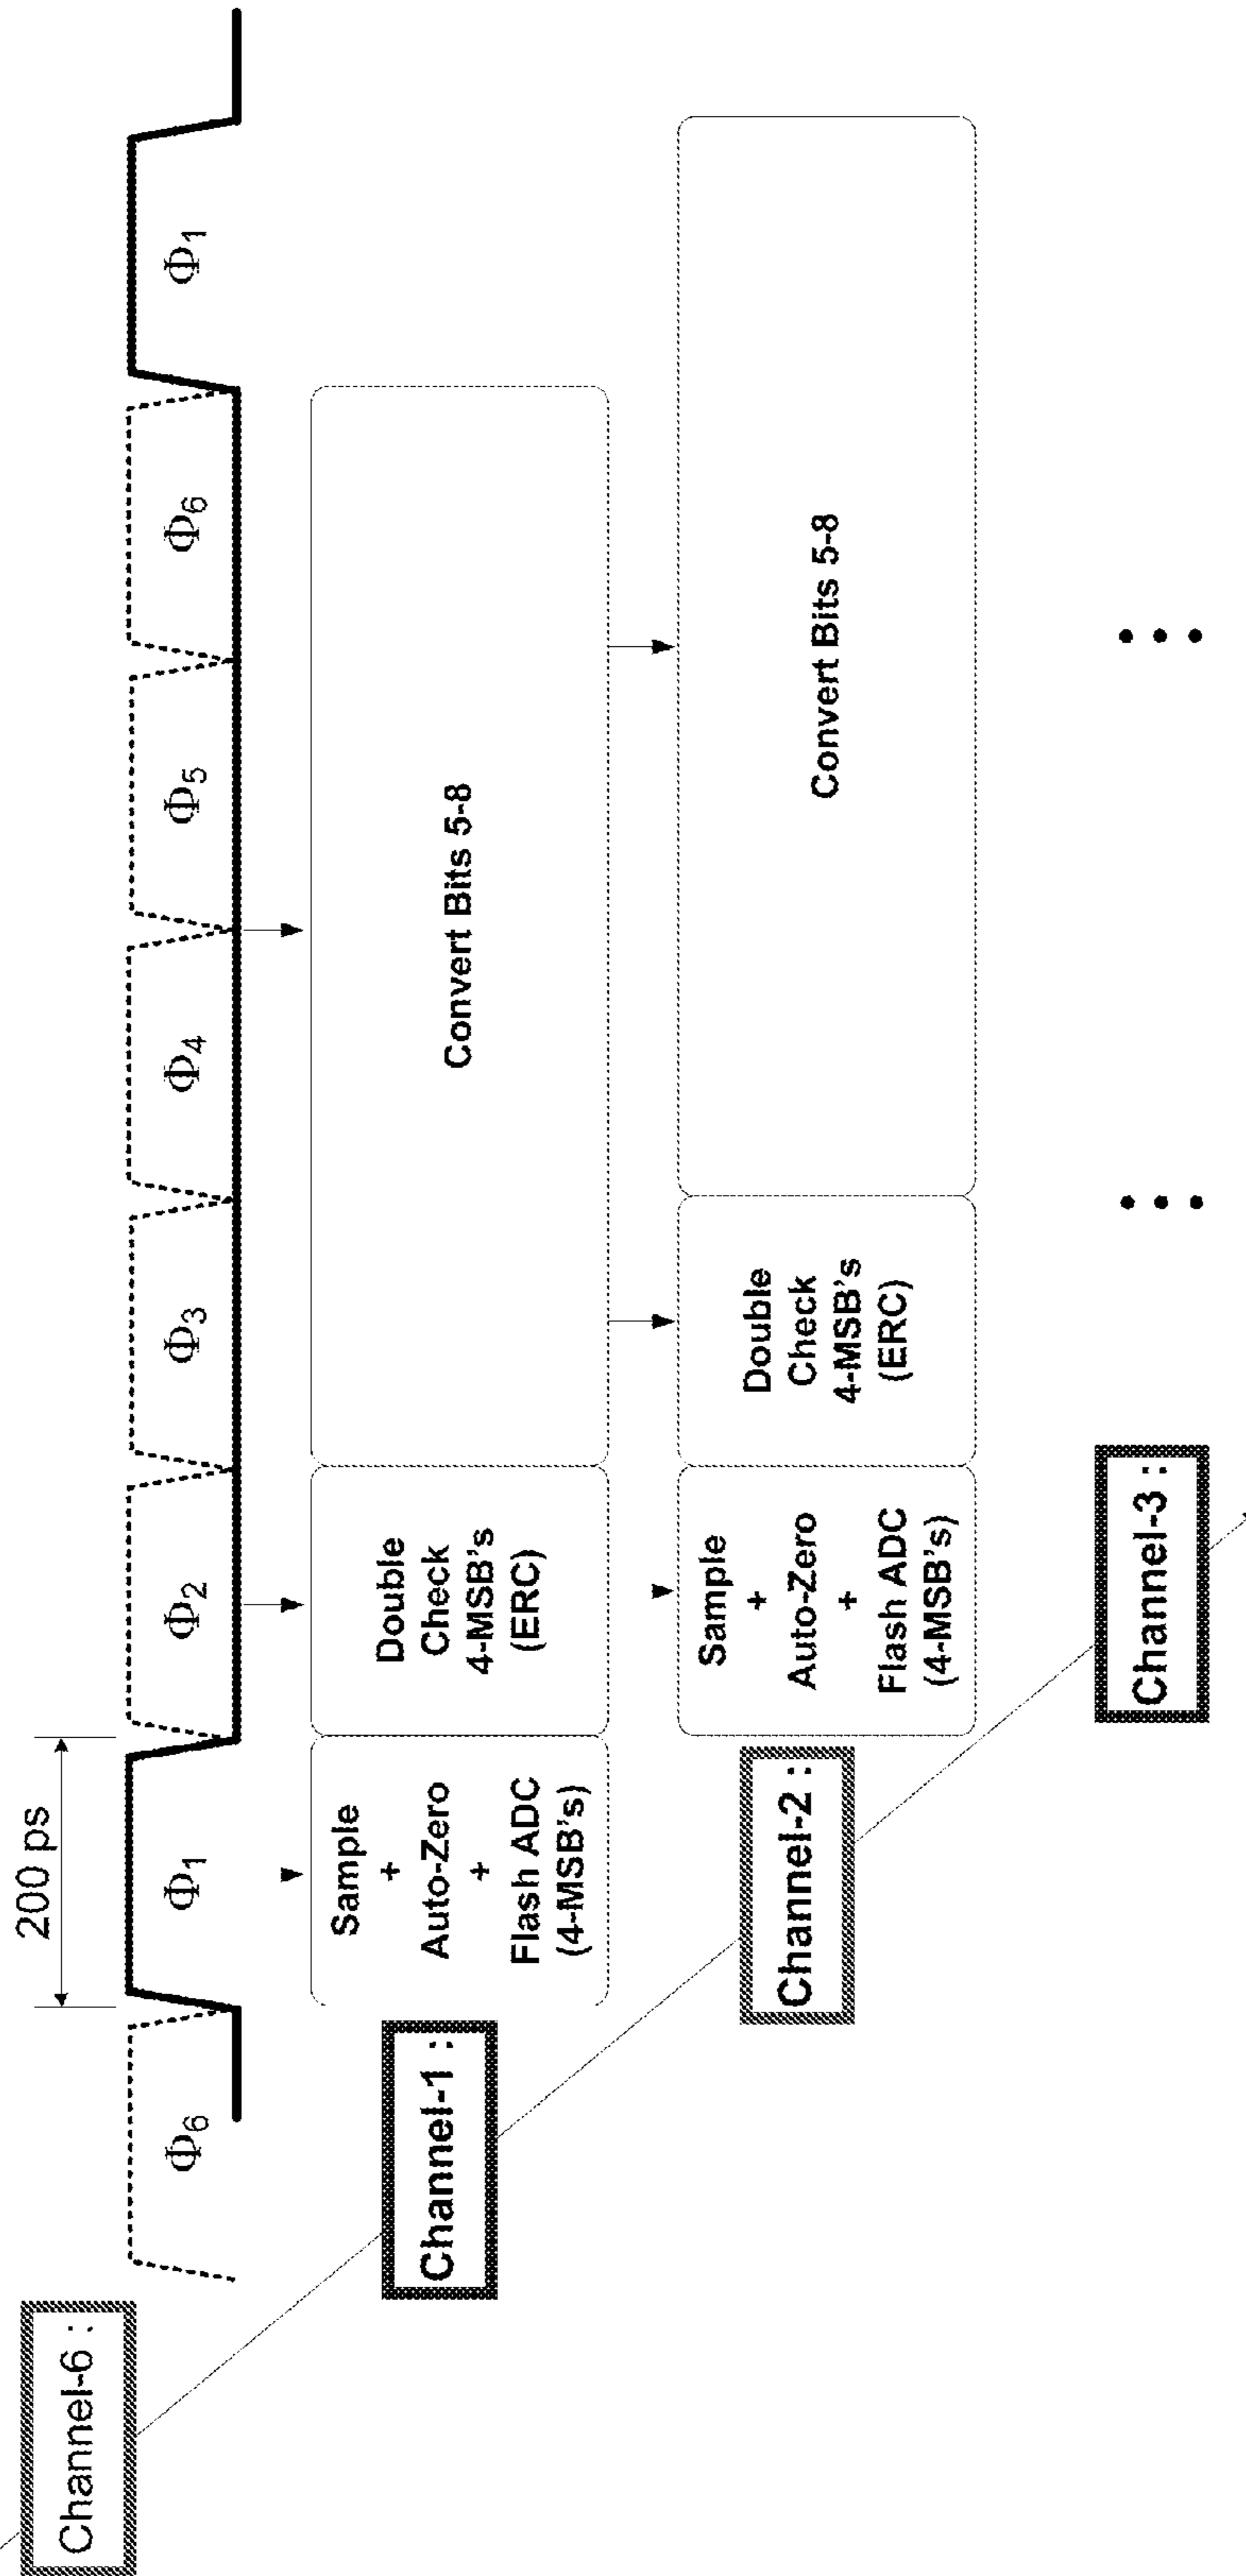 200 ps
Φ6
Φ1
Φ2
Φ3
Φ4
Φ5
Φ6
Φ1
Channel-6 :
Channel-1 :
Sample
+
Auto-Zero
+
Flash ADC
(4-MSB's)
Double
Check
4-MSB's
(ERC)
Convert Bits 5-8
Channel-2 :
Sample
+
Auto-Zero
+
Flash ADC
(4-MSB's)
Double
Check
4-MSB's
(ERC)
Convert Bits 5-8
Channel-3 :
• • •
• • •